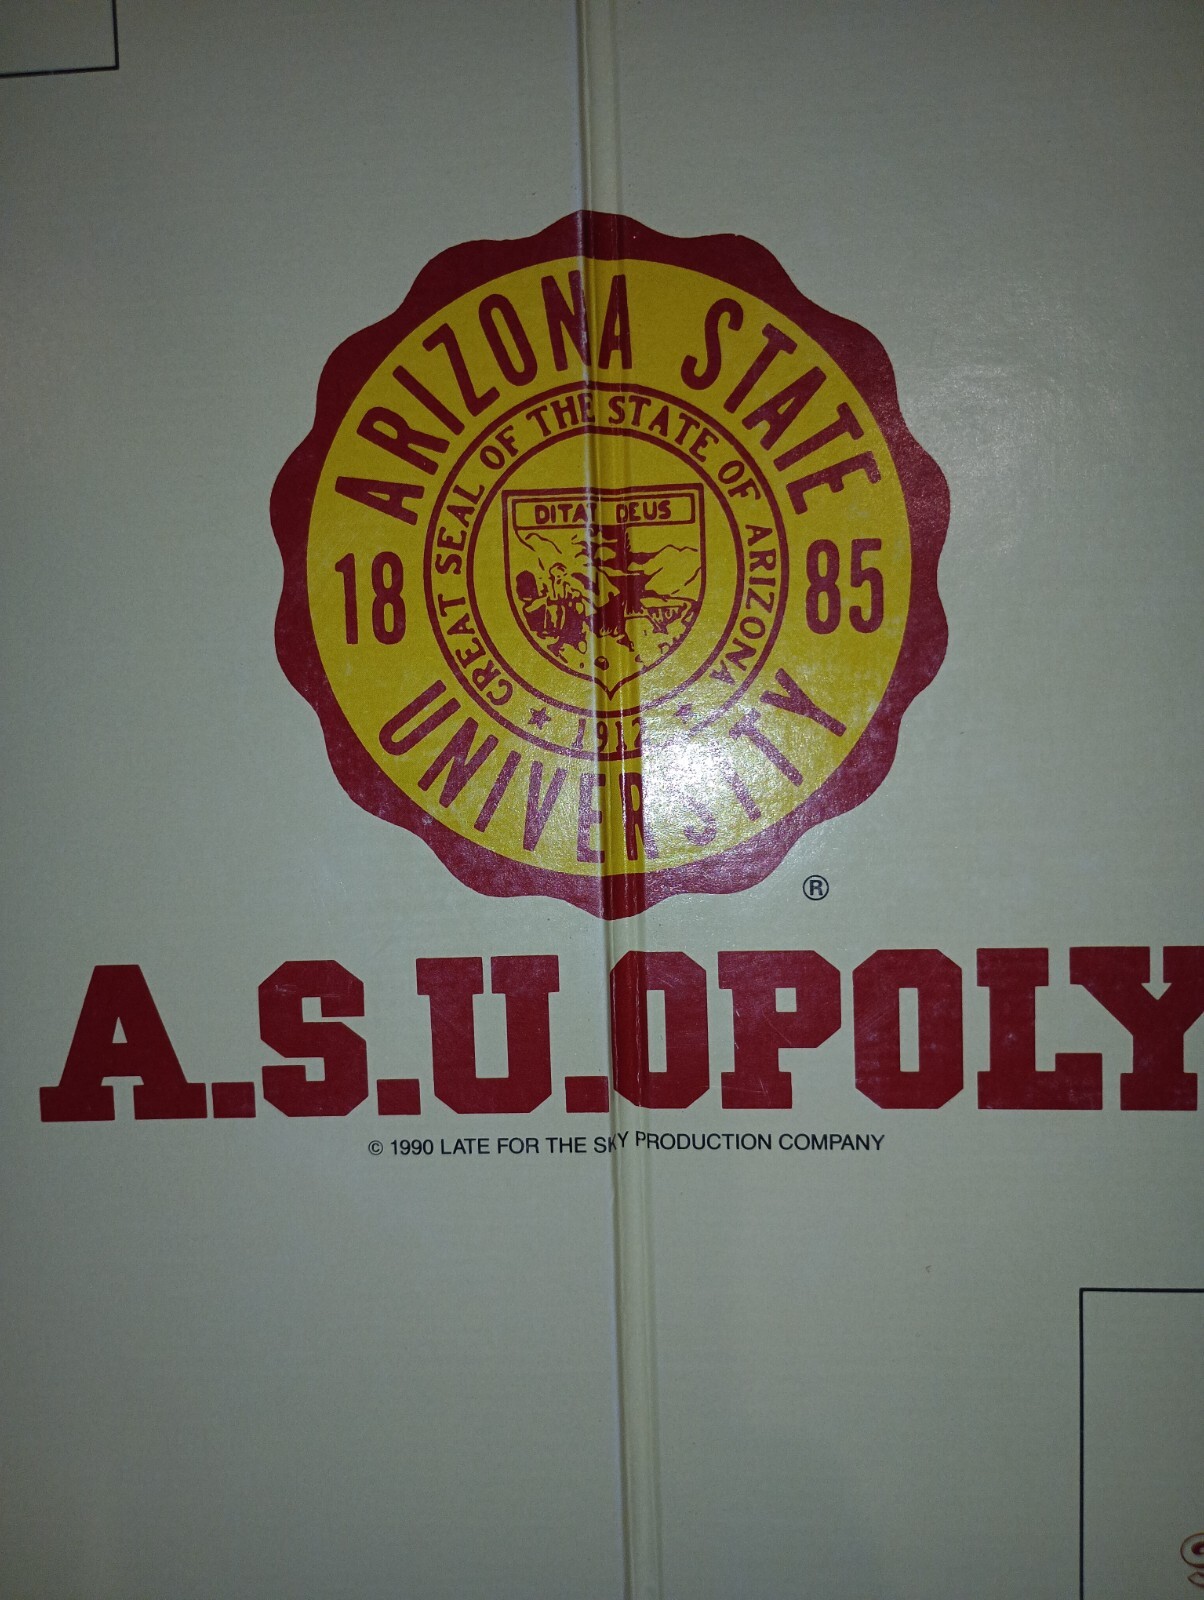 ARIZONA STATE
GREAT SEAL OF THE STATE OF ARIZONA
DITAT DEUS
18 85
1912
UNIVERSITY
®
A.S.U.OPOLY
© 1990 LATE FOR THE SKY PRODUCTION COMPANY